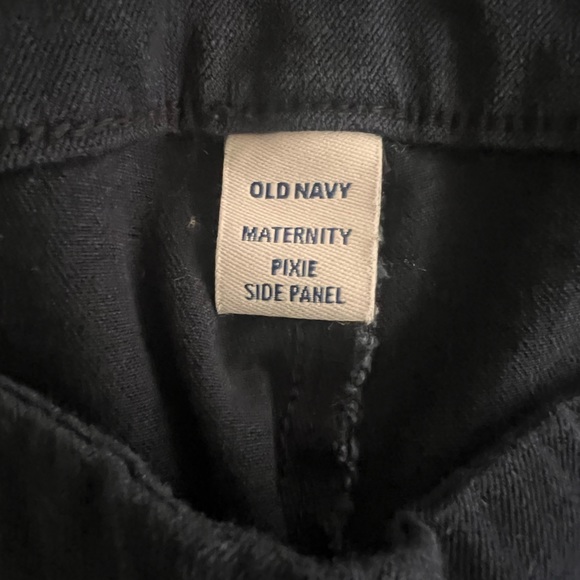 OLD NAVY
MATERNITY
PIXIE
SIDE PANEL